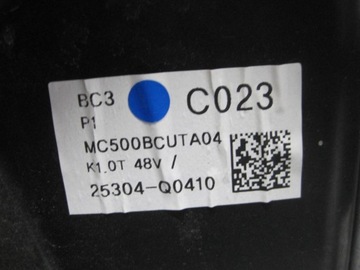 BC3 C023
P1
MC500BCUTA04
K1.0T 48V /
25304-Q0410